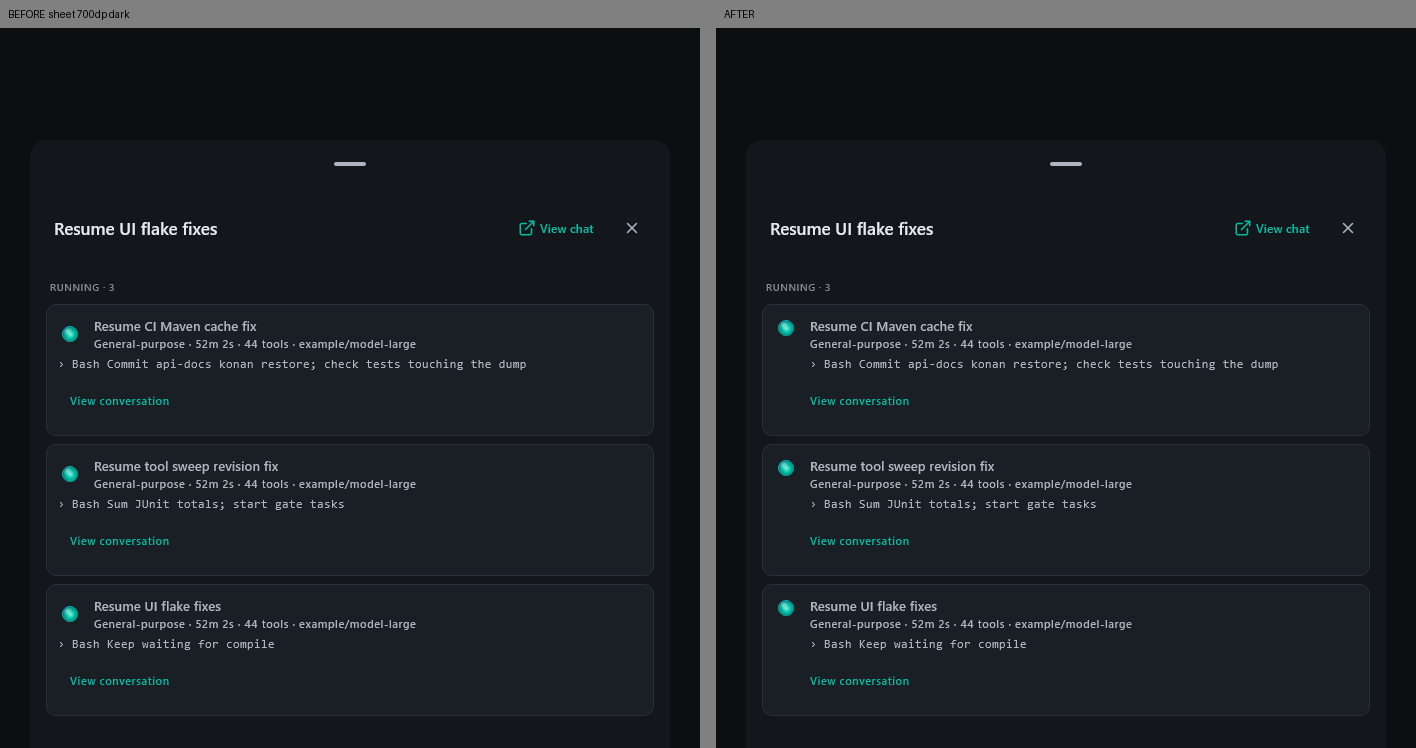 BEFORE sheet 700dp dark
Resume UI flake fixes
View chat
RUNNING · 3
Resume CI Maven cache fix
General-purpose · 52m 2s · 44 tools · example/model-large
› Bash Commit api-docs konan restore; check tests touching the dump
View conversation
Resume tool sweep revision fix
General-purpose · 52m 2s · 44 tools · example/model-large
› Bash Sum JUnit totals; start gate tasks
View conversation
Resume UI flake fixes
General-purpose · 52m 2s · 44 tools · example/model-large
› Bash Keep waiting for compile
View conversation
AFTER
Resume UI flake fixes
View chat
RUNNING · 3
Resume CI Maven cache fix
General-purpose · 52m 2s · 44 tools · example/model-large
› Bash Commit api-docs konan restore; check tests touching the dump
View conversation
Resume tool sweep revision fix
General-purpose · 52m 2s · 44 tools · example/model-large
› Bash Sum JUnit totals; start gate tasks
View conversation
Resume UI flake fixes
General-purpose · 52m 2s · 44 tools · example/model-large
› Bash Keep waiting for compile
View conversation